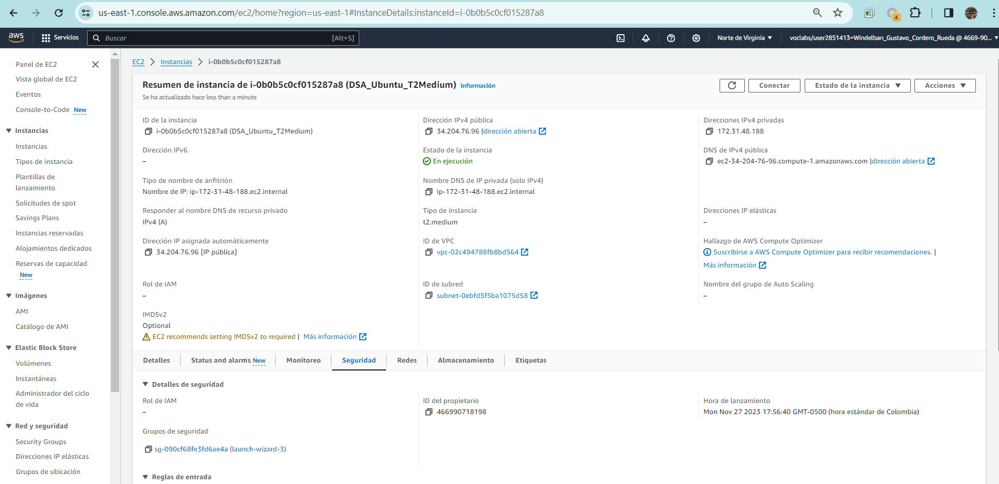 us-east-1.console.aws.amazon.com/ec2/home?region=us-east-1#InstanceDetails:instanceId=i-0b0b5c0cf015287a8
4
aws
Servicios
Buscar
[Alt+S]
Norte de Virginia
voclabs/user2851413=Windelban_Gustavo_Cordero_Rueda @ 4669-90...
Panel de EC2
Vista global de EC2
Eventos
Console-to-Code New
Instancias
Instancias
Tipos de instancia
Plantillas de
lanzamiento
Solicitudes de spot
Savings Plans
Instancias reservadas
Alojamientos dedicados
Reservas de capacidad
New
Imágenes
AMI
Catálogo de AMI
Elastic Block Store
Volúmenes
Instantáneas
Administrador del ciclo
de vida
Red y seguridad
Security Groups
Direcciones IP elásticas
Grupos de ubicación
EC2 > Instancias > i-0b0b5c0cf015287a8
Resumen de instancia de i-0b0b5c0cf015287a8 (DSA_Ubuntu_T2Medium) Información
Se ha actualizado hace less than a minute
Conectar
Estado de la instancia
Acciones
ID de la instancia
i-0b0b5c0cf015287a8 (DSA_Ubuntu_T2Medium)
Dirección IPv4 pública
34.204.76.96 |dirección abierta
Direcciones IPv4 privadas
172.31.48.188
Dirección IPv6
–
Estado de la instancia
En ejecución
DNS de IPv4 pública
ec2-34-204-76-96.compute-1.amazonaws.com |dirección abierta
Tipo de nombre de anfitrión
Nombre de IP: ip-172-31-48-188.ec2.internal
Nombre DNS de IP privada (solo IPv4)
ip-172-31-48-188.ec2.internal
Responder al nombre DNS de recurso privado
IPv4 (A)
Tipo de instancia
t2.medium
Direcciones IP elásticas
–
Dirección IP asignada automáticamente
34.204.76.96 [IP pública]
ID de VPC
vpc-02c494788fb8bd564
Hallazgo de AWS Compute Optimizer
Suscribirse a AWS Compute Optimizer para recibir recomendaciones. |
Más información
Rol de IAM
–
ID de subred
subnet-0ebfd5f5ba1075d58
Nombre del grupo de Auto Scaling
–
IMDSv2
Optional
EC2 recommends setting IMDSv2 to required | Más información
Detalles
Status and alarms New
Monitoreo
Seguridad
Redes
Almacenamiento
Etiquetas
Detalles de seguridad
Rol de IAM
–
ID del propietario
466990718198
Hora de lanzamiento
Mon Nov 27 2023 17:56:40 GMT-0500 (hora estándar de Colombia)
Grupos de seguridad
sg-090cf68fe3fd6ae4a (launch-wizard-3)
Reglas de entrada